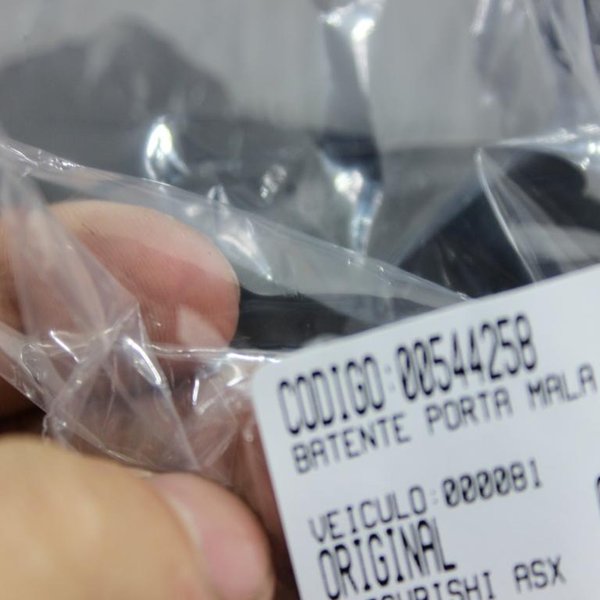 CODIGO:00544258
BATENTE PORTA MALA
VEICULO:000081
ORIGINAL
ASX